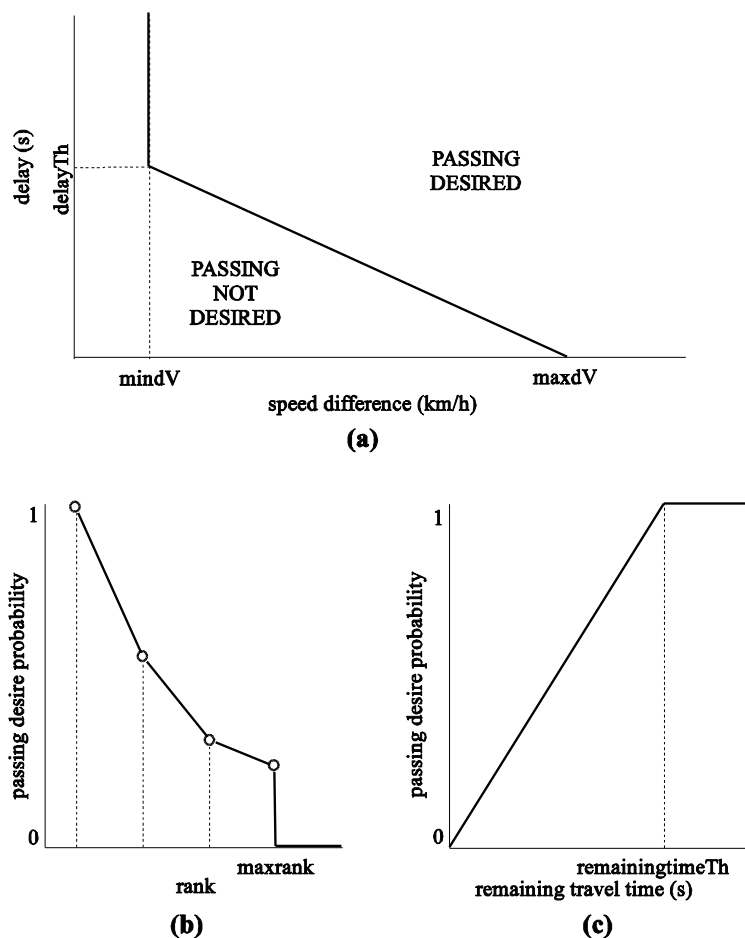 delay (s)
delayTh
PASSING
DESIRED
PASSING
NOT
DESIRED
mindV
maxdV
speed difference (km/h)
(a)
passing desire probability
1
0
maxrank
rank
(b)
passing desire probability
1
0
remainingtimeTh
remaining travel time (s)
(c)